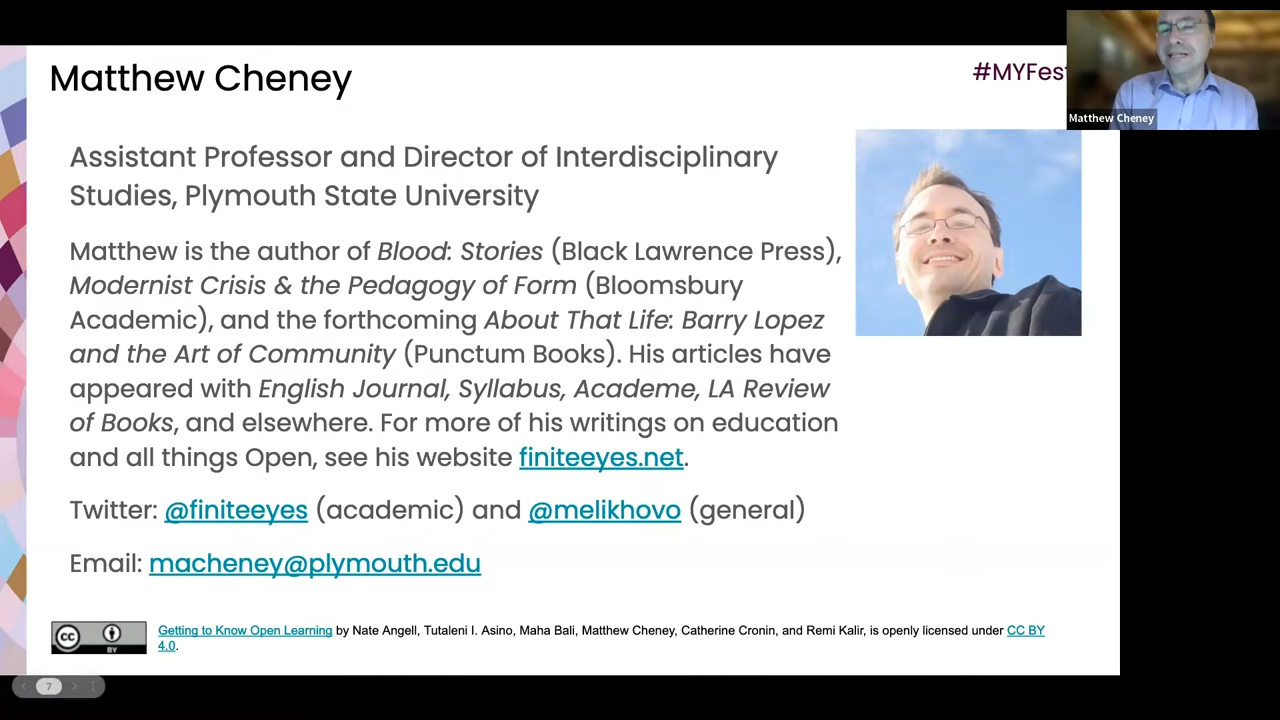 Matthew Cheney
#MYFest
Matthew Cheney
Assistant Professor and Director of Interdisciplinary
Studies, Plymouth State University
Matthew is the author of Blood: Stories (Black Lawrence Press),
Modernist Crisis & the Pedagogy of Form (Bloomsbury
Academic), and the forthcoming About That Life: Barry Lopez
and the Art of Community (Punctum Books). His articles have
appeared with English Journal, Syllabus, Academe, LA Review
of Books, and elsewhere. For more of his writings on education
and all things Open, see his website finiteeyes.net.
Twitter: @finiteeyes (academic) and @melikhovo (general)
Email: macheney@plymouth.edu
cc BY
Getting to Know Open Learning by Nate Angell, Tutaleni I. Asino, Maha Bali, Matthew Cheney, Catherine Cronin, and Remi Kalir, is openly licensed under CC BY
4.0.
7